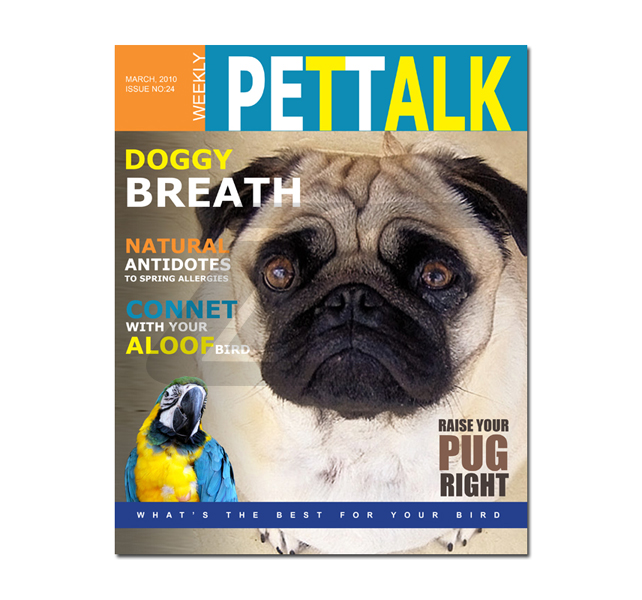 MARCH, 2010
ISSUE NO:24
WEEKLY
PETTALK
DOGGY
BREATH
NATURAL
ANTIDOTES
TO SPRING ALLERGIES
CONNET
WITH YOUR
ALOOF BIRD
RAISE YOUR
PUG
RIGHT
WHAT'S THE BEST FOR YOUR BIRD